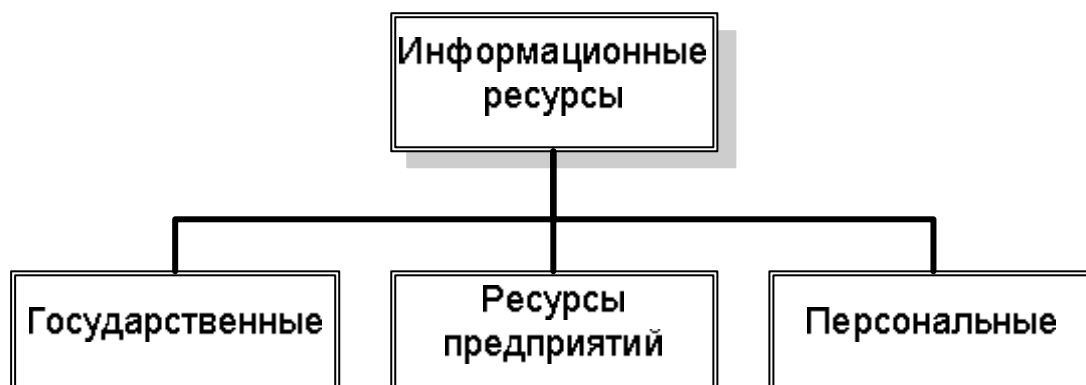 Информационные
ресурсы
Государственные
Ресурсы
предприятий
Персональные